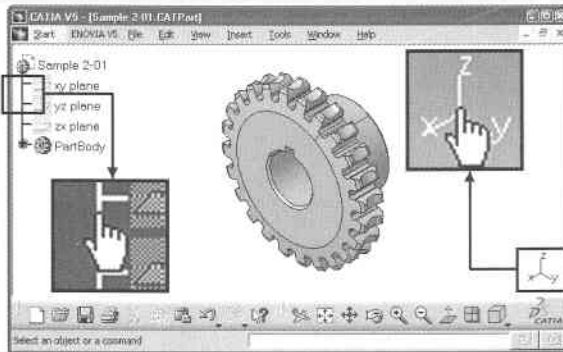 CATIA V5 - [Sample 2-01.CATPart]
Start ENOVIA V5 File Edit View Insert Tools Window Help
Sample 2-01
xy plane
yz plane
zx plane
PartBody
z
x y
z
x y
CATIA
Select an object or a command